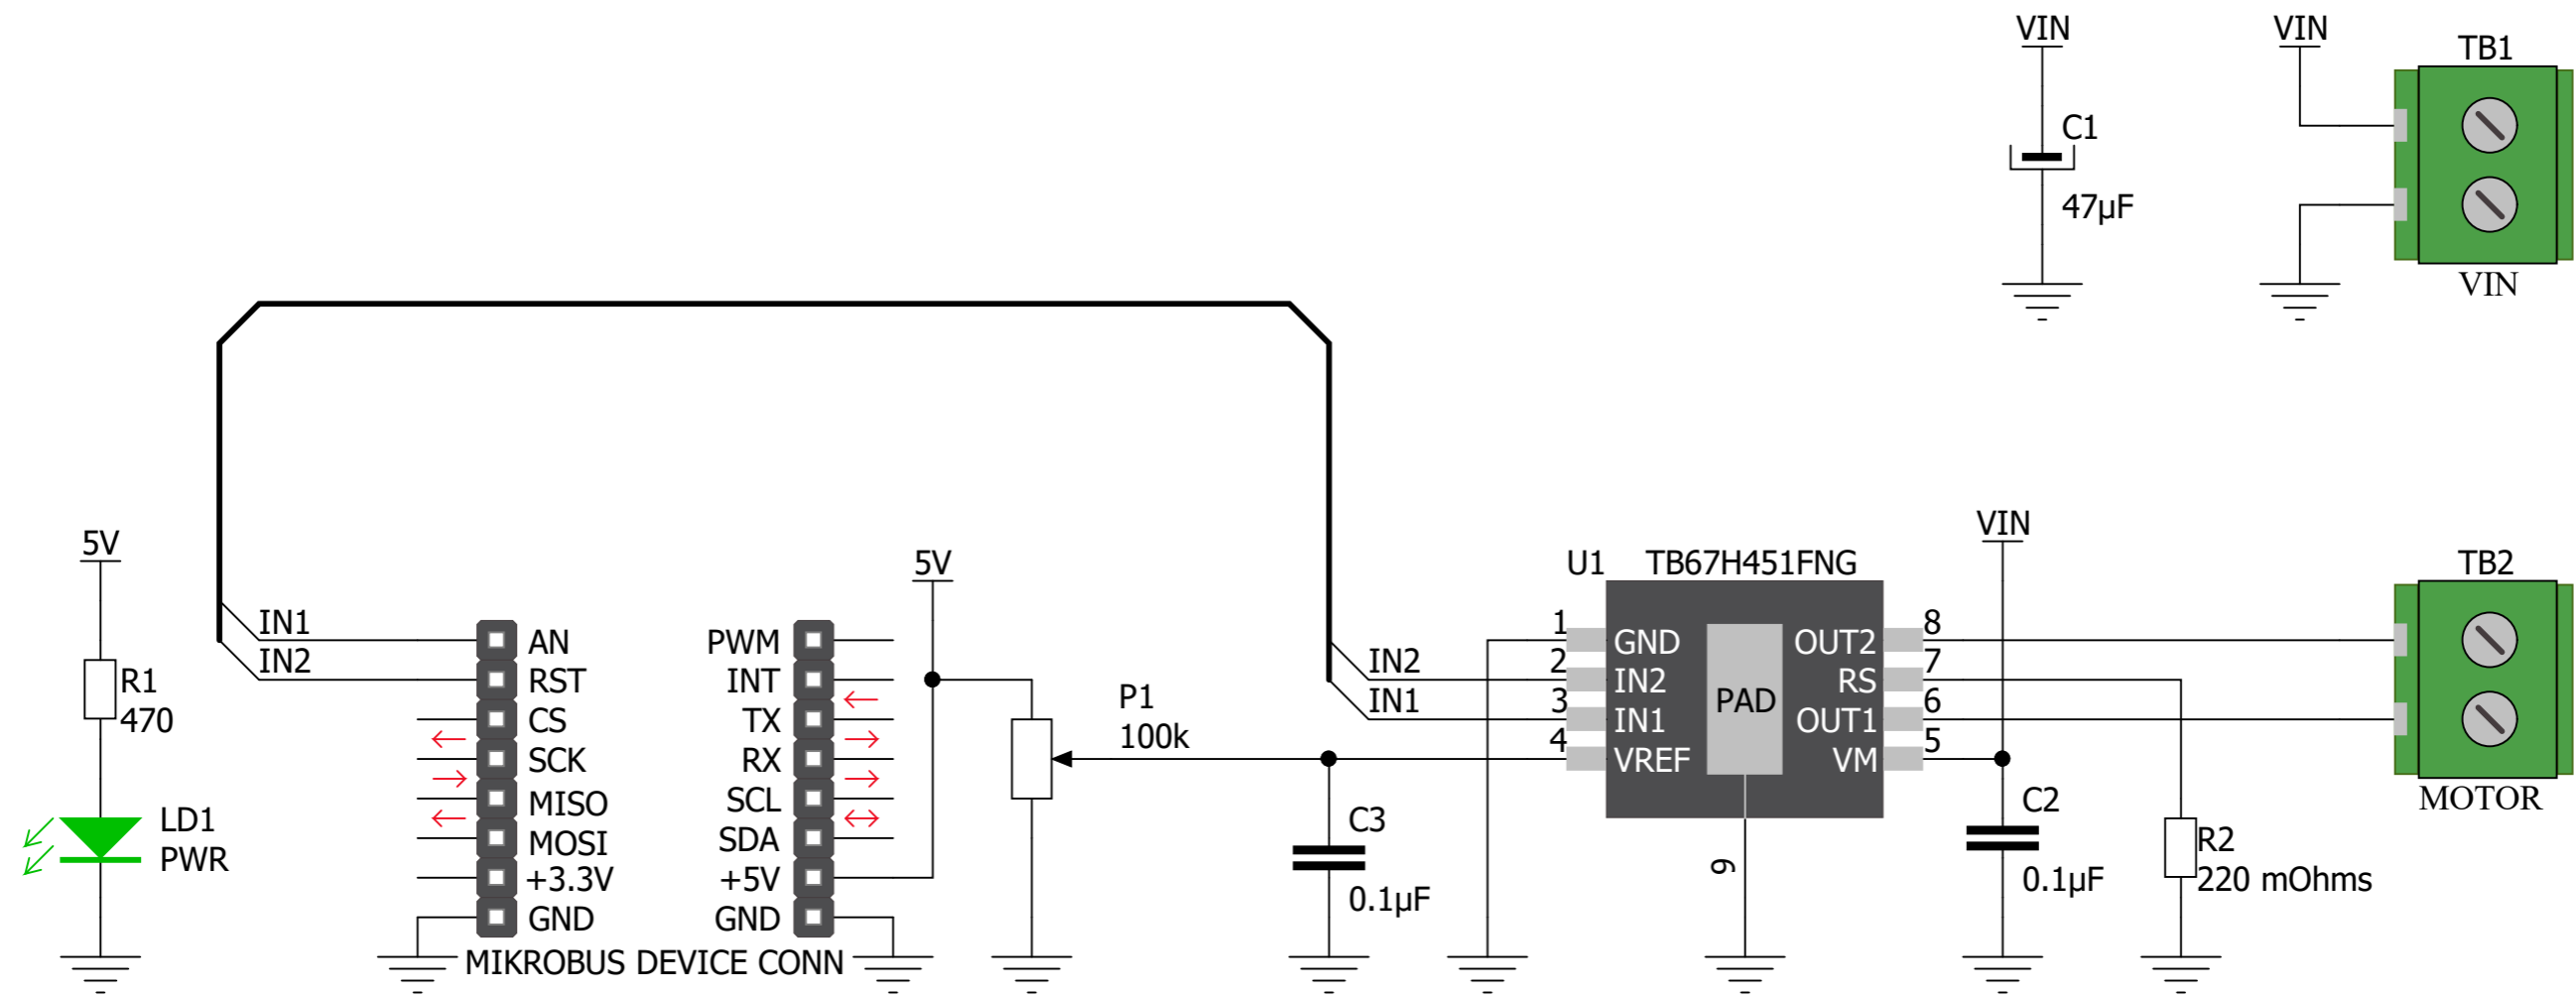 VIN
VIN
TB1
C1
47µF
VIN
5V
R1
470
LD1
PWR
IN1
IN2
AN
RST
CS
SCK
MISO
MOSI
+3.3V
GND
PWM
INT
TX
RX
SCL
SDA
+5V
GND
MIKROBUS DEVICE CONN
5V
P1
100k
C3
0.1µF
IN2
IN1
U1
TB67H451FNG
1
2
3
4
GND
IN2
IN1
VREF
PAD
9
OUT2
RS
OUT1
VM
8
7
6
5
VIN
C2
0.1µF
R2
220 mOhms
TB2
MOTOR